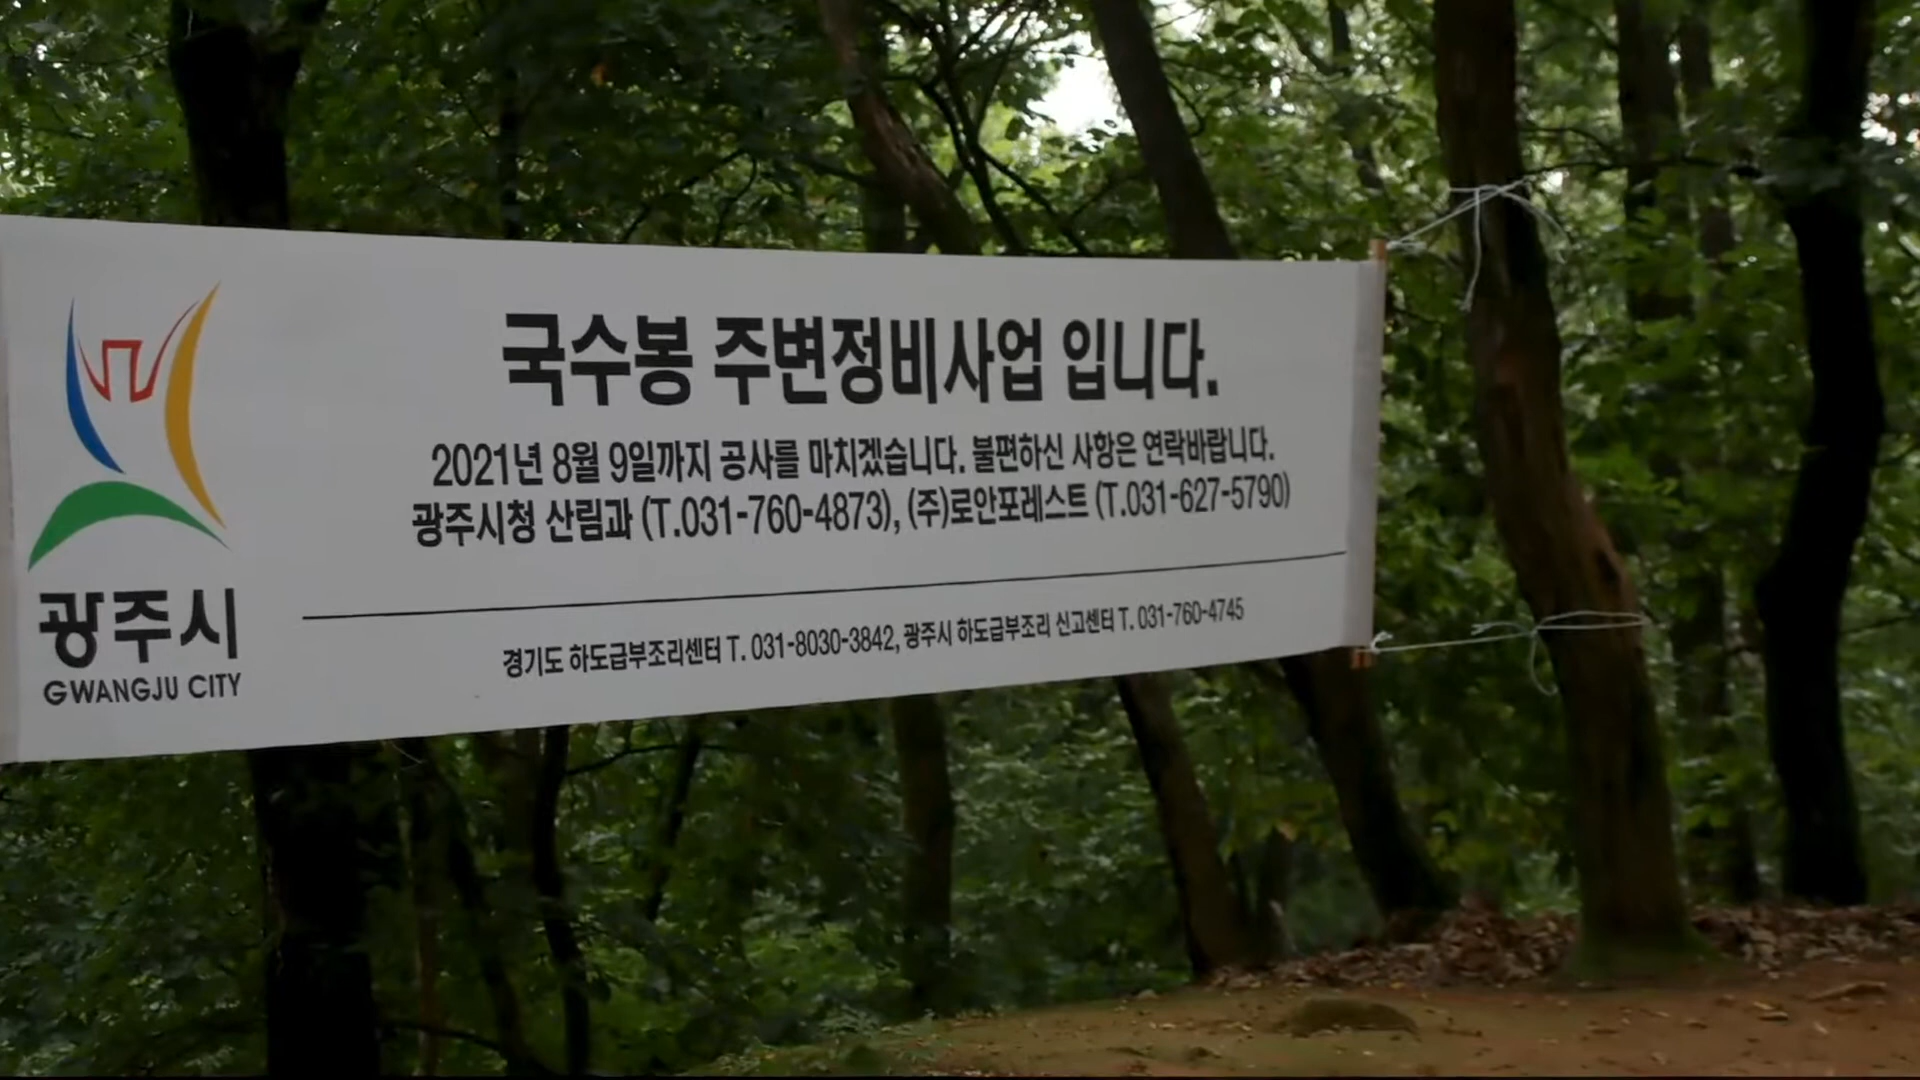 국수봉 주변정비사업 입니다.
2021년 8월 9일까지 공사를 마치겠습니다. 불편하신 사항은 연락바랍니다.
광주시청 산림과 (T.031-760-4873), (주)로안포레스트 (T.031-627-5790)
경기도 하도급부조리센터 T. 031-8030-3842, 광주시 하도급부조리 신고센터 T. 031-760-4745
광주시
GWANGJU CITY